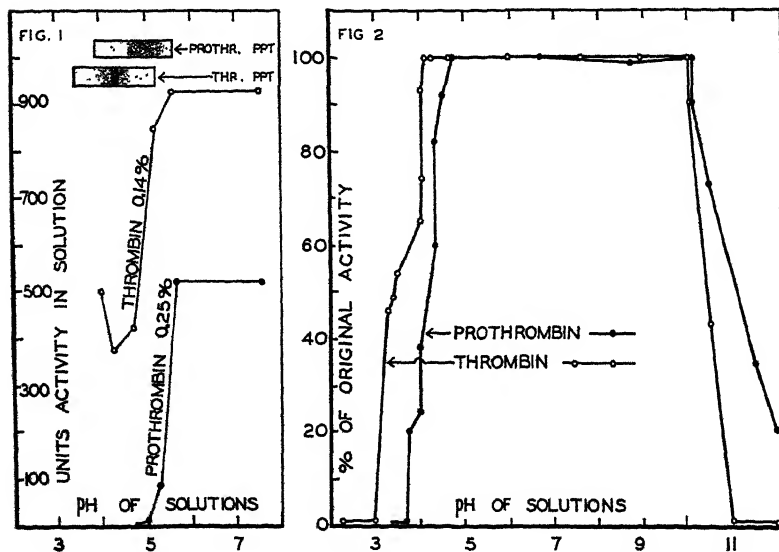 FIG. 1
PROTHR. PPT
THR. PPT
900
700
500
300
100
UNITS ACTIVITY IN SOLUTION
THROMBIN 0.14%
PROTHROMBIN 0.25%
pH OF SOLUTIONS
3 5 7
FIG 2
100
80
60
40
20
0
% OF ORIGINAL ACTIVITY
PROTHROMBIN
THROMBIN
pH OF SOLUTIONS
3 5 7 9 11